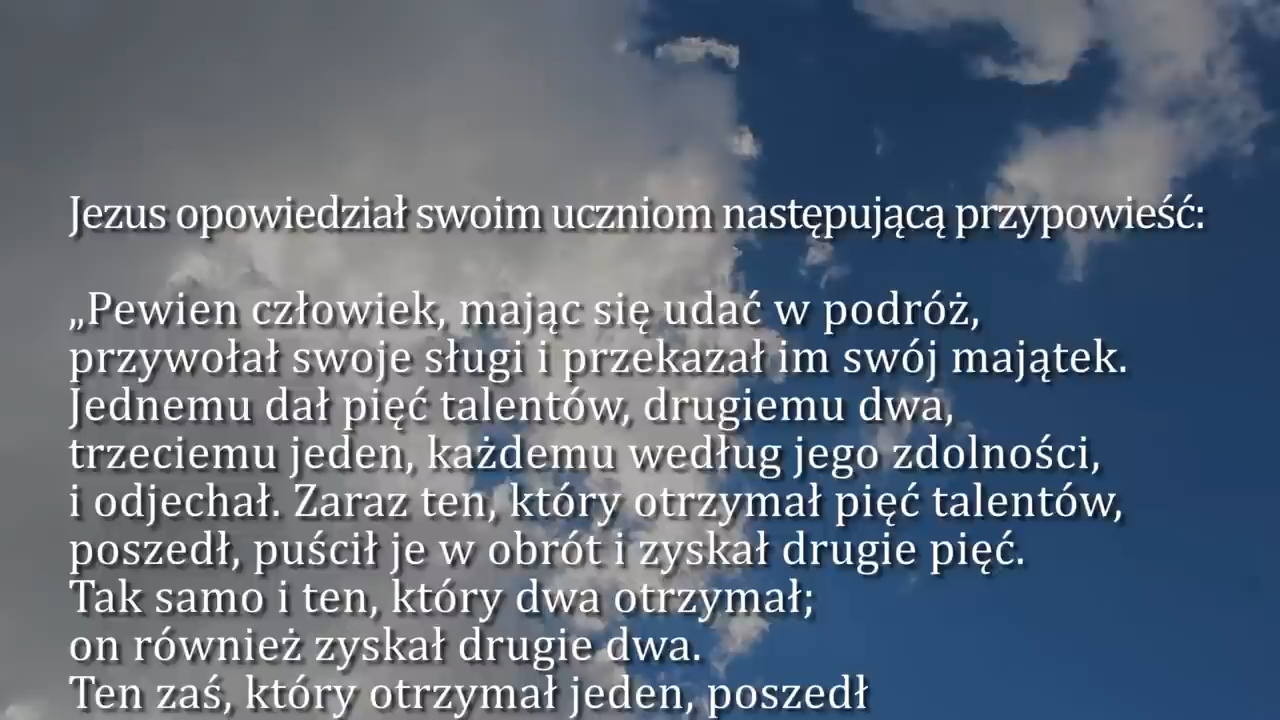 Jezus opowiedział swoim uczniom następującą przypowieść:
„Pewien człowiek, mając się udać w podróż,
przywołał swoje sługi i przekazał im swój majątek.
Jednemu dał pięć talentów, drugiemu dwa,
trzeciemu jeden, każdemu według jego zdolności,
i odjechał. Zaraz ten, który otrzymał pięć talentów,
poszedł, puścił je w obrót i zyskał drugie pięć.
Tak samo i ten, który dwa otrzymał;
on również zyskał drugie dwa.
Ten zaś, który otrzymał jeden, poszedł